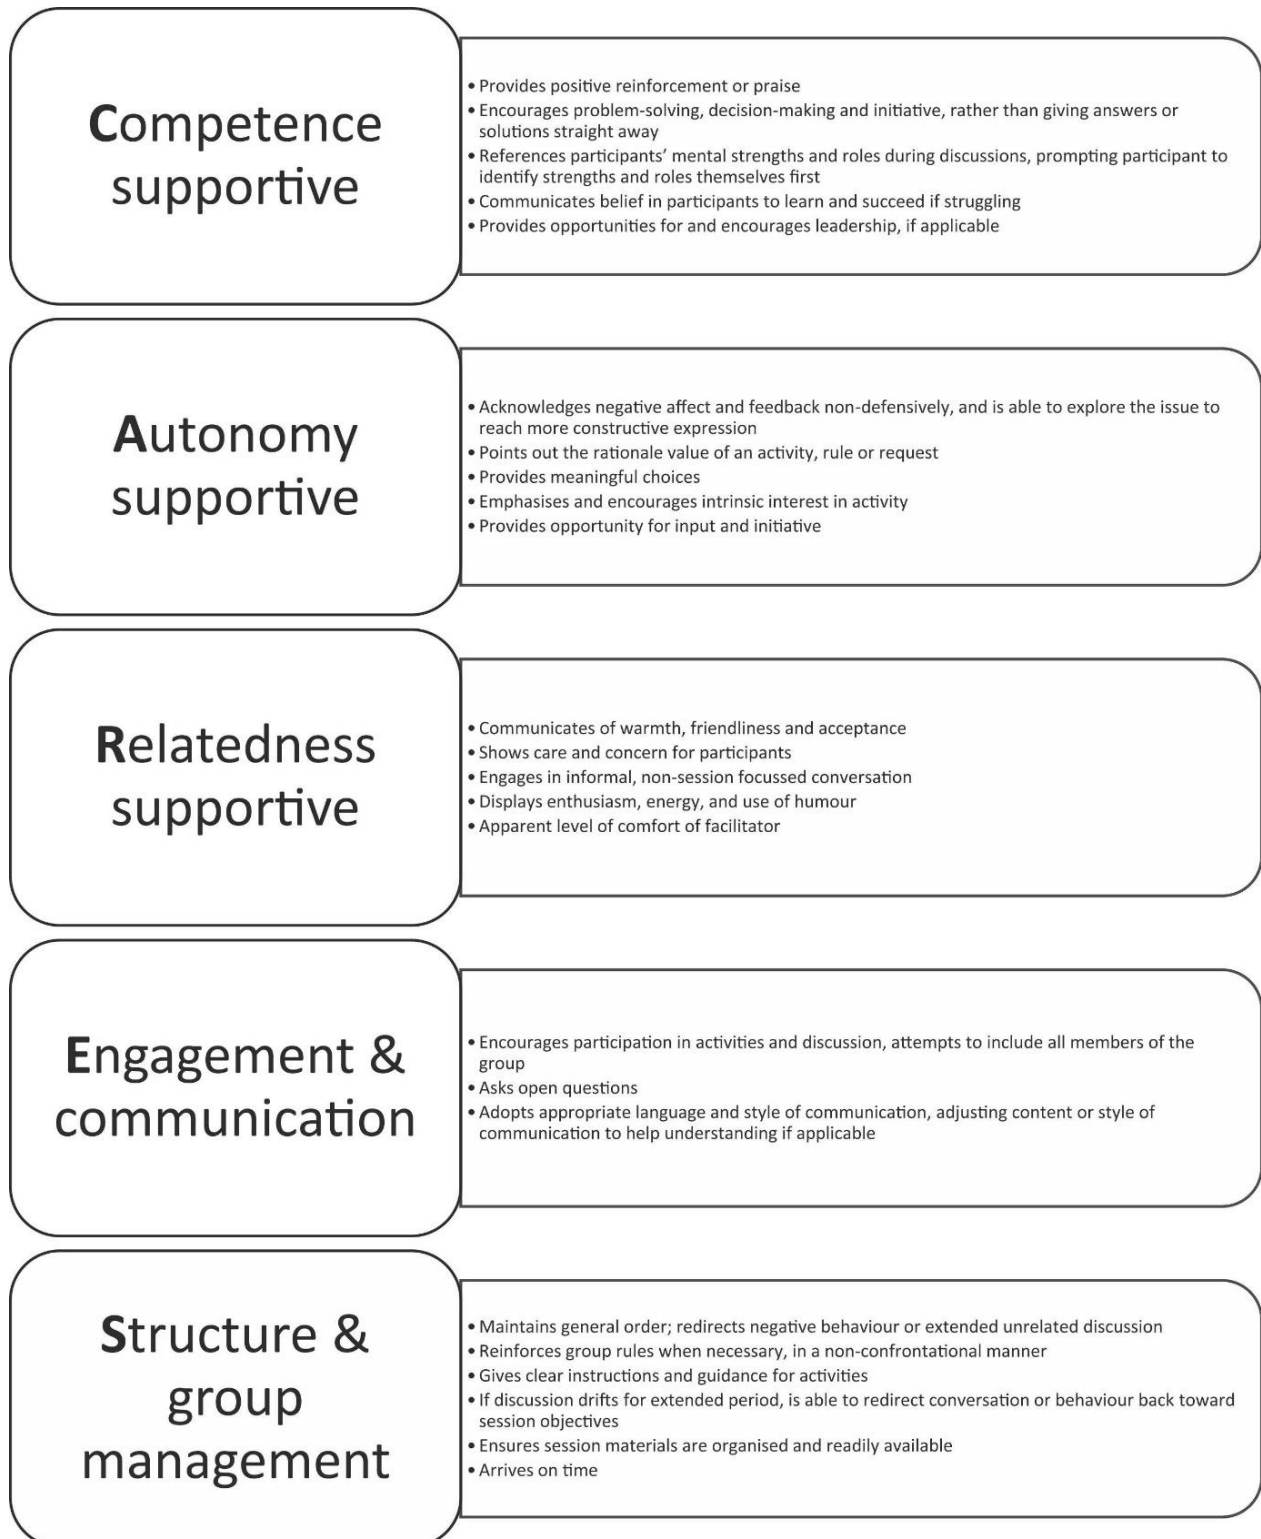 Competence
supportive
• Provides positive reinforcement or praise
• Encourages problem-solving, decision-making and initiative, rather than giving answers or
solutions straight away
• References participants’ mental strengths and roles during discussions, prompting participant to
identify strengths and roles themselves first
• Communicates belief in participants to learn and succeed if struggling
• Provides opportunities for and encourages leadership, if applicable
Autonomy
supportive
• Acknowledges negative affect and feedback non-defensively, and is able to explore the issue to
reach more constructive expression
• Points out the rationale value of an activity, rule or request
• Provides meaningful choices
• Emphasises and encourages intrinsic interest in activity
• Provides opportunity for input and initiative
Relatedness
supportive
• Communicates of warmth, friendliness and acceptance
• Shows care and concern for participants
• Engages in informal, non-session focussed conversation
• Displays enthusiasm, energy, and use of humour
• Apparent level of comfort of facilitator
Engagement &
communication
• Encourages participation in activities and discussion, attempts to include all members of the
group
• Asks open questions
• Adopts appropriate language and style of communication, adjusting content or style of
communication to help understanding if applicable
Structure &
group
management
• Maintains general order; redirects negative behaviour or extended unrelated discussion
• Reinforces group rules when necessary, in a non-confrontational manner
• Gives clear instructions and guidance for activities
• If discussion drifts for extended period, is able to redirect conversation or behaviour back toward
session objectives
• Ensures session materials are organised and readily available
• Arrives on time